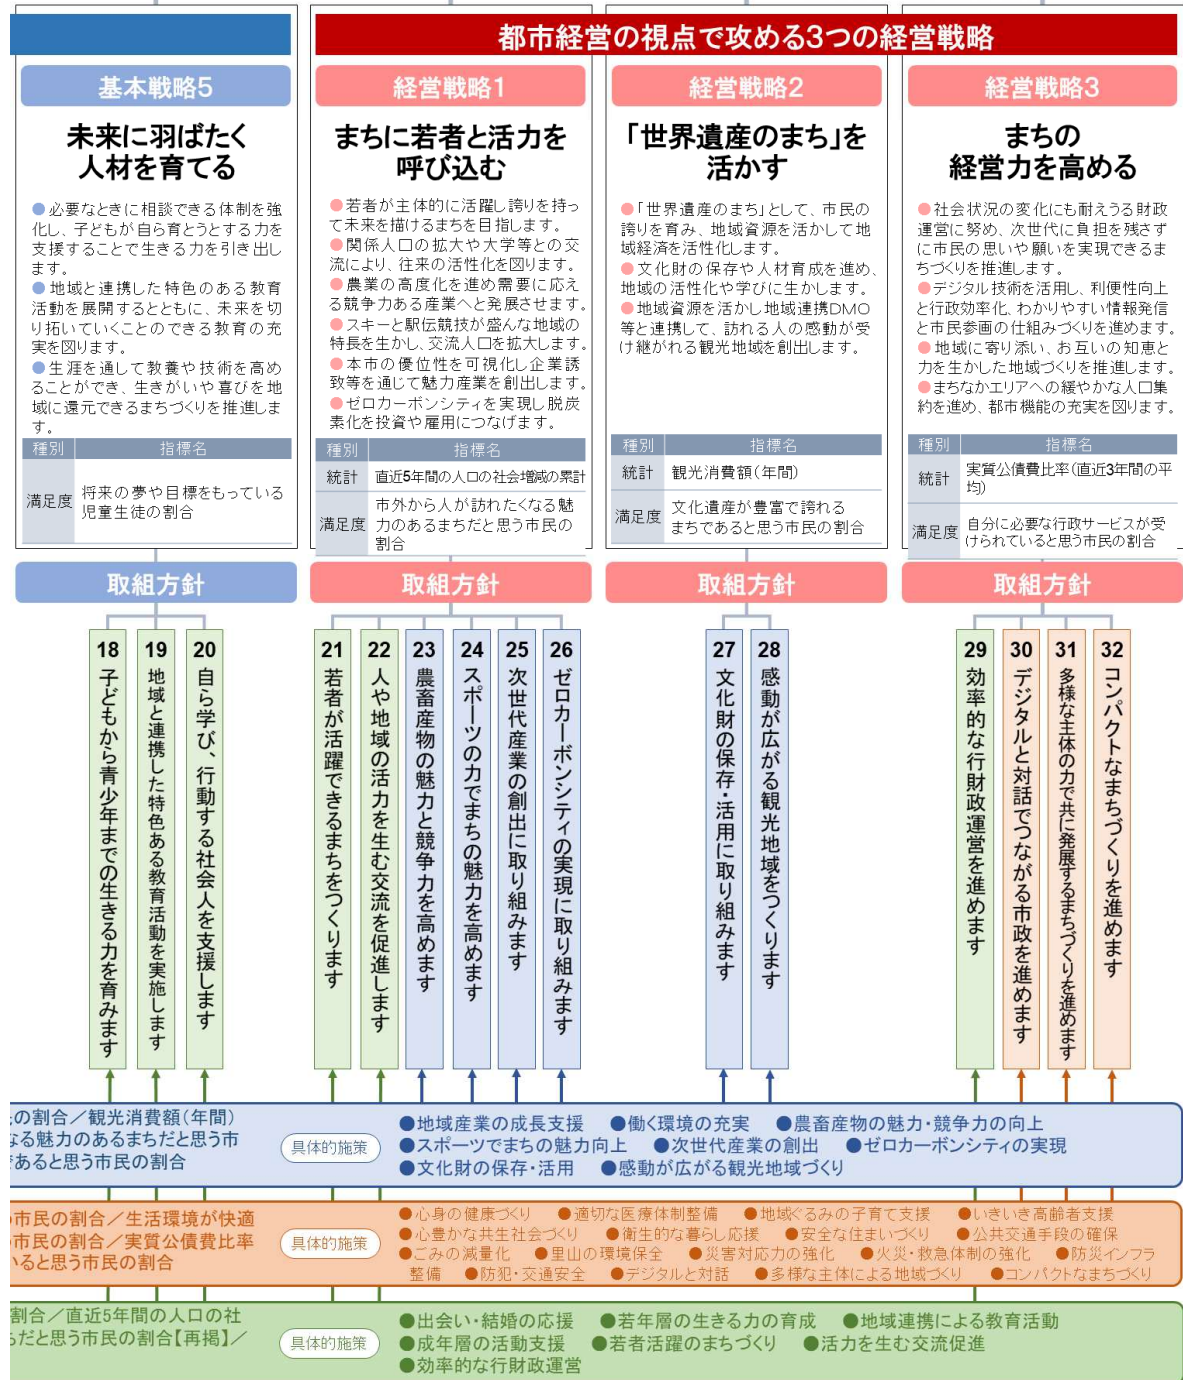 都市経営の視点で攻める3つの経営戦略
基本戦略5
未来に羽ばたく
人材を育てる
●必要なときに相談できる体制を強
化し、子どもが自ら育とうとする力を
支援することで生きる力を引き出し
ます。
●地域と連携した特色のある教育
活動を展開するとともに、未来を切
り拓いていくことのできる教育の充
実を図ります。
●生涯を通して教養や技術を高め
ることができ、生きがいや喜びを地
域に還元できるまちづくりを推進しま
す。
種別 指標名
満足度 将来の夢や目標をもっている
児童生徒の割合
経営戦略1
まちに若者と活力を
呼び込む
●若者が主体的に活躍し誇りを持っ
て未来を描けるまちを目指します。
●関係人口の拡大や大学等との交
流により、往来の活性化を図ります。
●農業の高度化を進め需要に応え
る競争力ある産業へと発展させます。
●スキーと駅伝競技が盛んな地域の
特長を生かし、交流人口を拡大します。
●本市の優位性を可視化し企業誘
致等を通じて魅力産業を創出します。
●ゼロカーボンシティを実現し脱炭
素化を投資や雇用につなげます。
種別 指標名
統計 直近5年間の人口の社会増減の累計
満足度 市外から人が訪れたくなる魅
力のあるまちだと思う市民の
割合
経営戦略2
「世界遺産のまち」を
活かす
●「世界遺産のまち」として、市民の
誇りを育み、地域資源を活かして地
域経済を活性化します。
●文化財の保存や人材育成を進め、
地域の活性化や学びに生かします。
●地域資源を活かし地域連携DMO
等と連携して、訪れる人の感動が受
け継がれる観光地域を創出します。
種別 指標名
統計 観光消費額(年間)
満足度 文化遺産が豊富で誇れる
まちであると思う市民の割合
経営戦略3
まちの
経営力を高める
●社会状況の変化にも耐えうる財政
運営に努め、次世代に負担を残さず
に市民の思いや願いを実現できるま
ちづくりを推進します。
●デジタル技術を活用し、利便性向上
と行政効率化、わかりやすい情報発信
と市民参画の仕組みづくりを進めます。
●地域に寄り添い、お互いの知恵と
力を生かした地域づくりを推進します。
●まちなかエリアへの緩やかな人口集
約を進め、都市機能の充実を図ります。
種別 指標名
統計 実質公債費比率(直近3年間の平
均)
満足度 自分に必要な行政サービスが受
けられていると思う市民の割合
取組方針
18 子どもから青少年までの生きる力を育みます
19 地域と連携した特色ある教育活動を実施します
20 自ら学び、行動する社会人を支援します
取組方針
21 若者が活躍できるまちをつくります
22 人や地域の活力を生む交流を促進します
23 農畜産物の魅力と競争力を高めます
24 スポーツの力でまちの魅力を高めます
25 次世代産業の創出に取り組みます
26 ゼロカーボンシティの実現に取り組みます
取組方針
27 文化財の保存・活用に取り組みます
28 感動が広がる観光地域をつくります
取組方針
29 効率的な行財政運営を進めます
30 デジタルと対話でつながる市政を進めます
31 多様な主体の力で共に発展するまちづくりを進めます
32 コンパクトなまちづくりを進めます
の割合／観光消費額(年間)
なる魅力のあるまちだと思う市
であると思う市民の割合
具体的施策
●地域産業の成長支援 ●働く環境の充実 ●農畜産物の魅力・競争力の向上
●スポーツでまちの魅力向上 ●次世代産業の創出 ●ゼロカーボンシティの実現
●文化財の保存・活用 ●感動が広がる観光地域づくり
市民の割合／生活環境が快適
市民の割合／実質公債費比率
いると思う市民の割合
具体的施策
●心身の健康づくり ●適切な医療体制整備 ●地域ぐるみの子育て支援 ●いきいき高齢者支援
●心豊かな共生社会づくり ●衛生的な暮らし応援 ●安全な住まいづくり ●公共交通手段の確保
●ごみの減量化 ●里山の環境保全 ●災害対応力の強化 ●火災・救急体制の強化 ●防災インフラ
整備 ●防犯・交通安全 ●デジタルと対話 ●多様な主体による地域づくり ●コンパクトなまちづくり
割合／直近5年間の人口の社
ちだと思う市民の割合【再掲】／
具体的施策
●出会い・結婚の応援 ●若年層の生きる力の育成 ●地域連携による教育活動
●成年層の活動支援 ●若者活躍のまちづくり ●活力を生む交流促進
●効率的な行財政運営